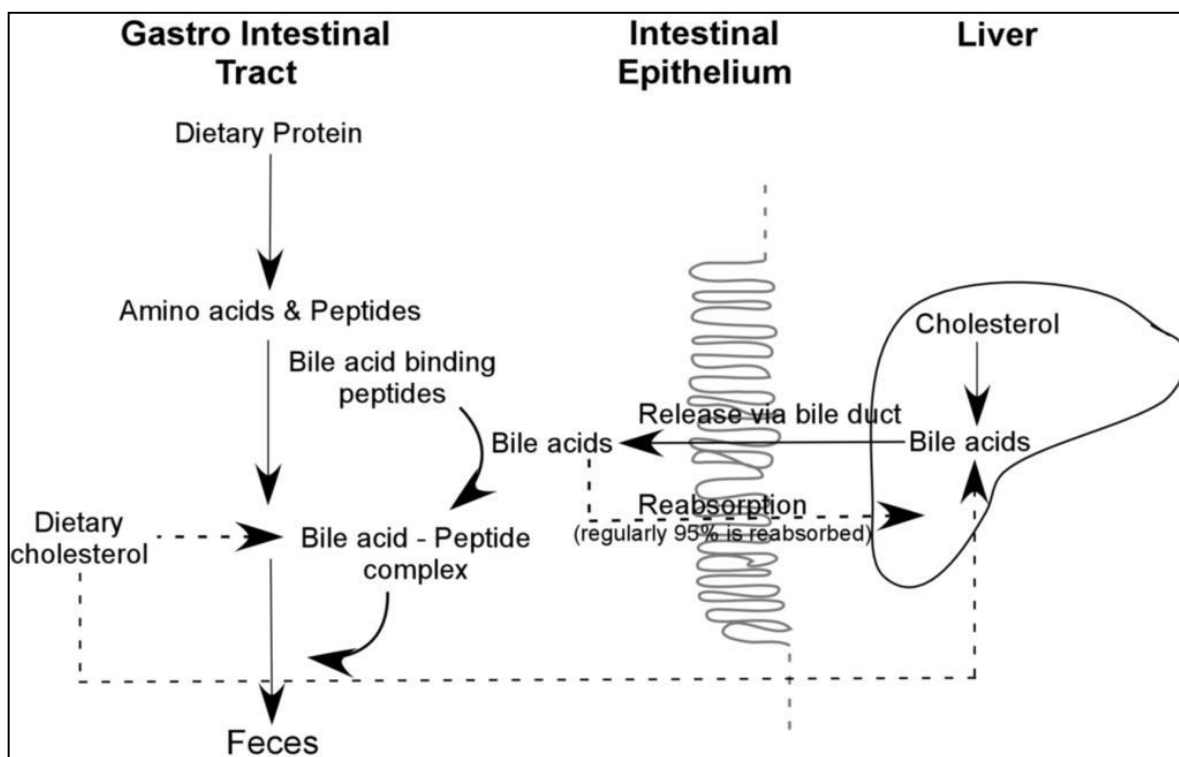 Gastro Intestinal
Tract
Intestinal
Epithelium
Liver
Dietary Protein
Amino acids & Peptides
Bile acid binding
peptides
Cholesterol
Release via bile duct
Bile acids
Bile acids
Reabsorption
(regularly 95% is reabsorbed)
Dietary
cholesterol
Bile acid - Peptide
complex
Feces